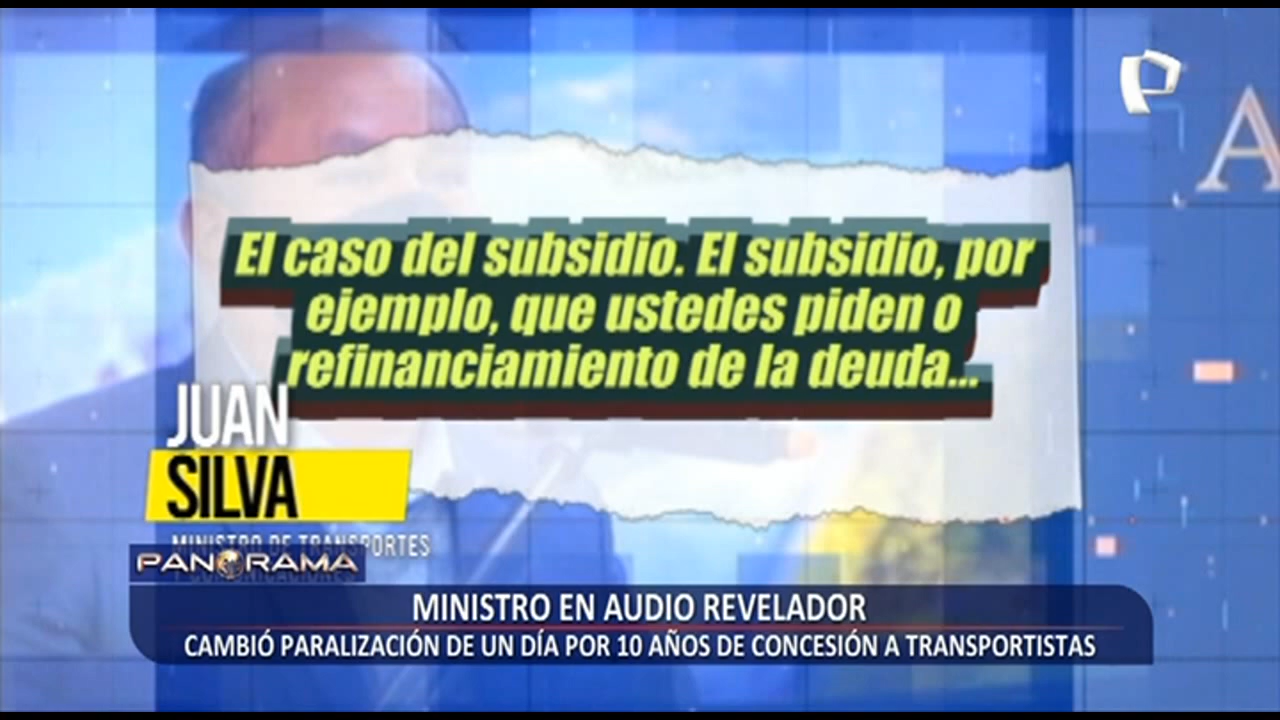 El caso del subsidio. El subsidio, por
ejemplo, que ustedes piden o
refinanciamiento de la deuda...
JUAN
SILVA
MINISTRO DE TRANSPORTES
PANORAMA
MINISTRO EN AUDIO REVELADOR
CAMBIÓ PARALIZACIÓN DE UN DÍA POR 10 AÑOS DE CONCESIÓN A TRANSPORTISTAS